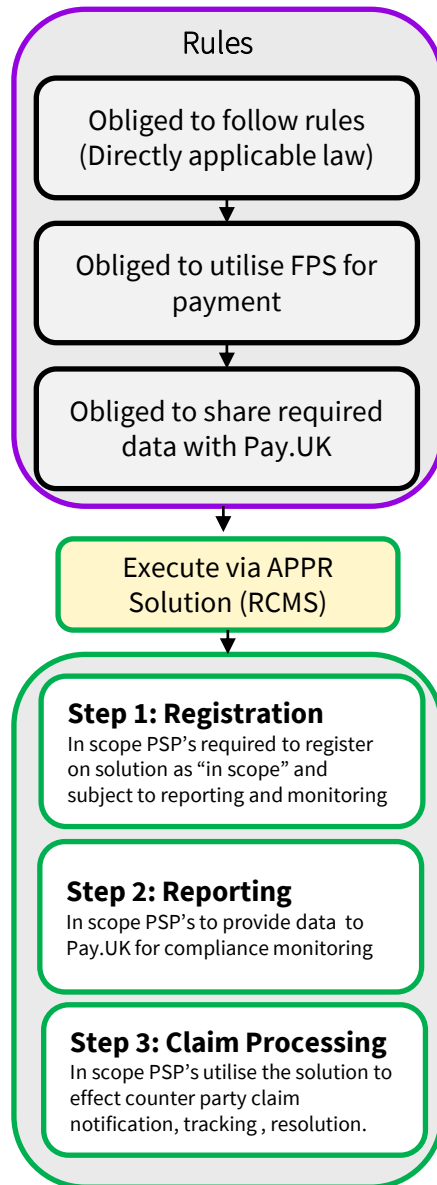 Rules
Obliged to follow rules
(Directly applicable law)
Obliged to utilise FPS for
payment
Obliged to share required
data with Pay.UK
Execute via APPR
Solution (RCMS)
Step 1: Registration
In scope PSP's required to register
on solution as “in scope” and
subject to reporting and monitoring
Step 2: Reporting
In scope PSP's to provide data to
Pay.UK for compliance monitoring
Step 3: Claim Processing
In scope PSP's utilise the solution to
effect counter party claim
notification, tracking , resolution.